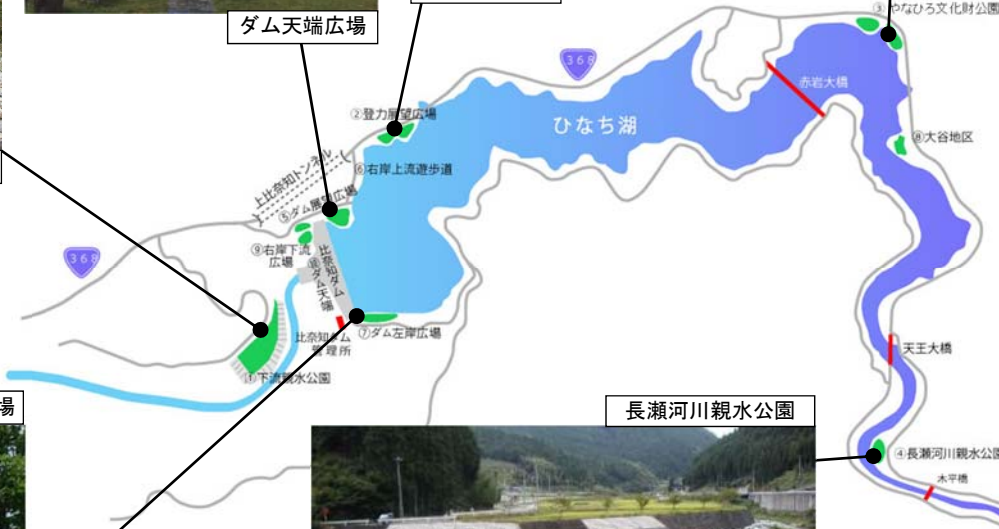 ダム天端広場
③やなひろ文化財公園
368
赤岩大橋
②登力展望広場
ひなち湖
⑧大谷地区
上比奈知トンネル
⑥右岸上流遊歩道
⑤ダム展望広場
⑨右岸下流
広場
368
比奈知ダム
⑩ダム天端
比奈知ダム
管理所
⑦ダム左岸広場
天王大橋
①下流親水公園
場
長瀬河川親水公園
④長瀬河川親水公園
木平橋